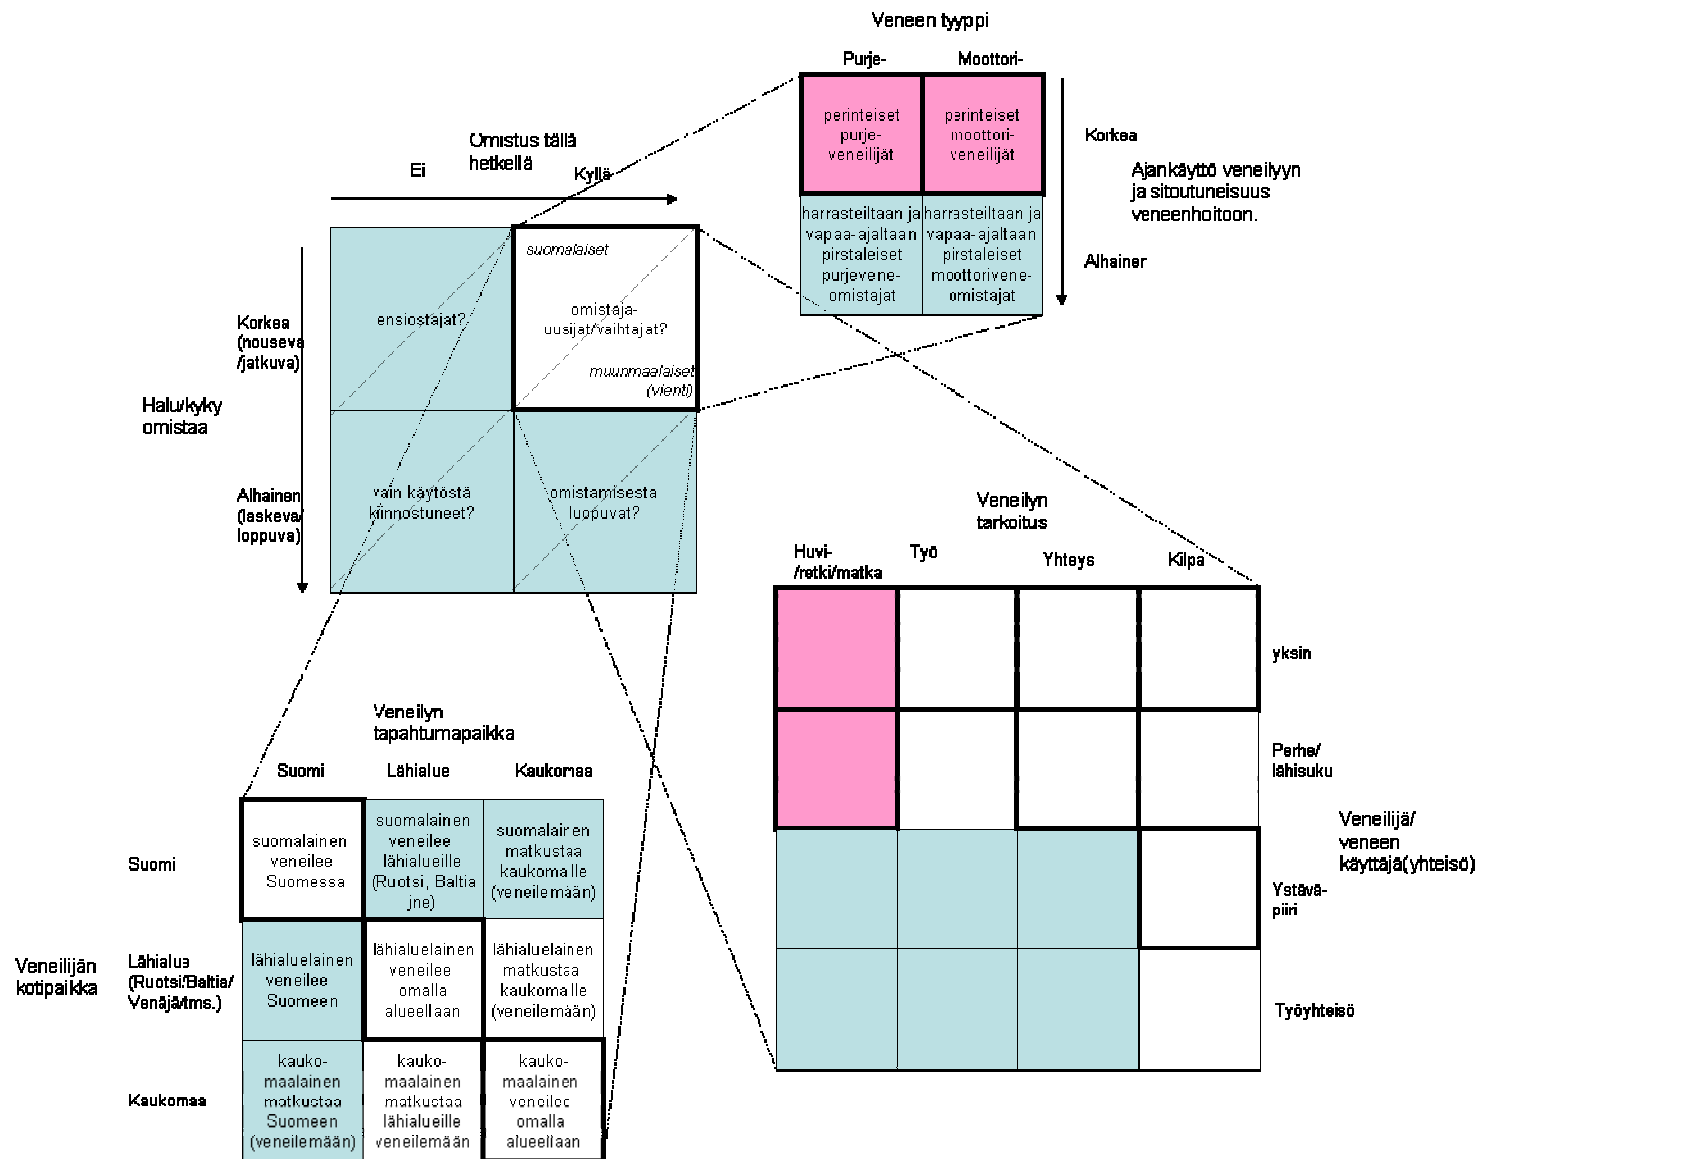 Veneen tyyppi
Purje-
Moottori-
perinteiset
purje-
veneilijät
perinteiset
moottori-
veneilijät
harrasteiltaan ja
vapaa-ajaltaan
pirstaleiset
purjevene-
omistajat
harrasteiltaan ja
vapaa-ajaltaan
pirstaleiset
moottorivene-
omistajat
Korkea
Alhainen
Ajankäyttö veneilyyn
ja sitoutuneisuus
veneenhoitoon.
Omistus tällä
hetkellä
Ei
Kyllä
Halu/kyky
omistaa
Korkea
(nouseva
/jatkuva)
Alhainen
(laskeva/
loppuva)
ensiostajat?
suomalaiset
omistaja-
uusijat/vaihtajat?
muunmaalaiset
(vienti)
vain käytöstä
kiinnostuneet?
omistamisesta
luopuvat?
Veneilyn
tarkoitus
Huvi-
/retki/matka
Työ
Yhteys
Kilpa
yksin
Perhe/
lähisuku
Ystävä-
piiri
Työyhteisö
Veneilijä/
veneen
käyttäjä(yhteisö)
Veneilyn
tapahtumapaikka
Suomi
Lähialue
Kaukomaa
Veneilijän
kotipaikka
Suomi
suomalainen
veneilee
Suomessa
suomalainen
veneilee
lähialueille
(Ruotsi, Baltia
jne)
suomalainen
matkustaa
kaukomalle
(veneilemään)
Lähialue
(Ruotsi/Baltia/
Venäjä/tms.)
lähialuelainen
veneilee
Suomeen
lähialuelainen
veneilee
omalla
alueellaan
lähialuelainen
matkustaa
kaukomalle
(veneilemään)
Kaukomaa
kauko-
maalainen
matkustaa
Suomeen
(veneilemään)
kauko-
maalainen
matkustaa
lähialueille
veneilemään
kauko-
maalainen
veneilee
omalla
alueellaan